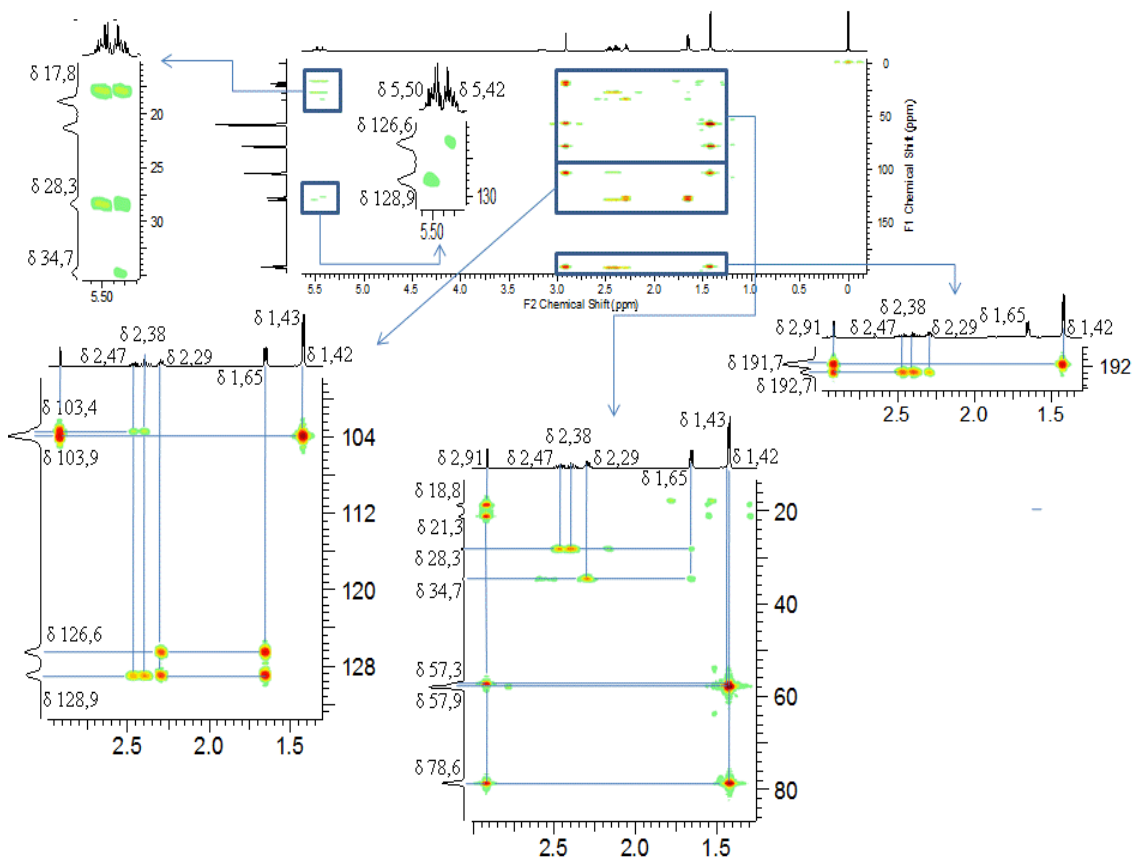 δ 17,8
20
25
δ 28,3
30
δ 34,7
5.50
δ 5,50
δ 5,42
δ 126,6
δ 128,9
130
5.50
0
50
100
150
F1 Chemical Shift (ppm)
5.5 5.0 4.5 4.0 3.5 3.0 2.5 2.0 1.5 1.0 0.5 0
F2 Chemical Shift (ppm)
δ 2,38
δ 2,91
δ 2,47
δ 2,29
δ 1,65
δ 1,42
δ 191,7
δ 192,7
192
2.5 2.0 1.5
δ 1,43
δ 2,38
δ 2,47
δ 2,29
δ 1,42
δ 1,65
δ 103,4
δ 103,9
104
112
120
δ 126,6
128
δ 128,9
2.5 2.0 1.5
δ 1,43
δ 2,38
δ 2,91
δ 2,47
δ 2,29
δ 1,42
δ 1,65
δ 18,8
20
δ 21,3
δ 28,3
δ 34,7
40
δ 57,3
60
δ 57,9
δ 78,6
80
2.5 2.0 1.5